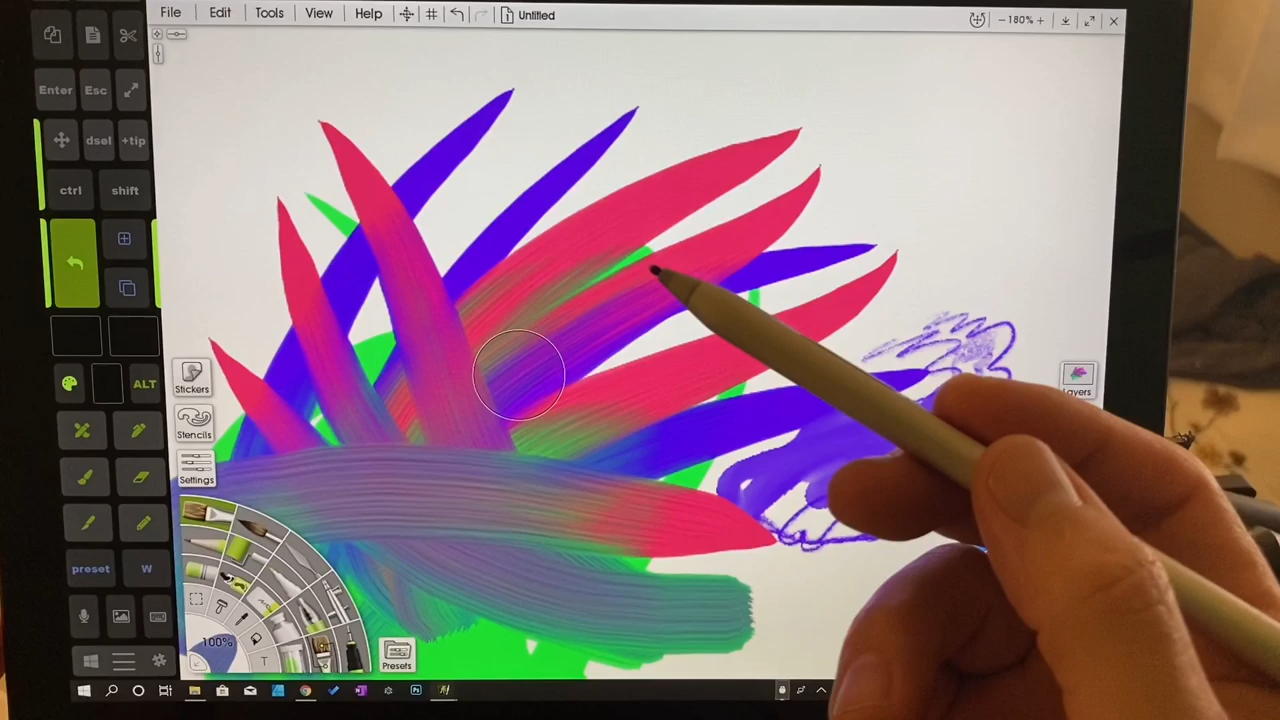 File Edit Tools View Help Untitled
−180%+
Enter Esc
dsel +tip
ctrl shift
ALT
Stickers
Stencils
Settings
Layers
preset W
100%
T
Presets
Ps